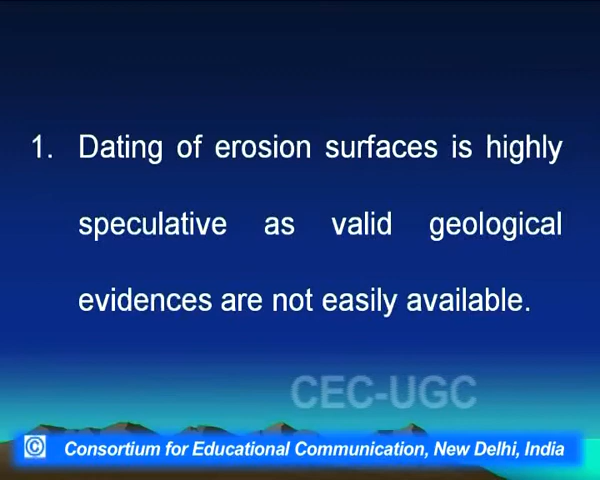 1. Dating of erosion surfaces is highly
speculative as valid geological
evidences are not easily available.
CEC-UGC
© Consortium for Educational Communication, New Delhi, India